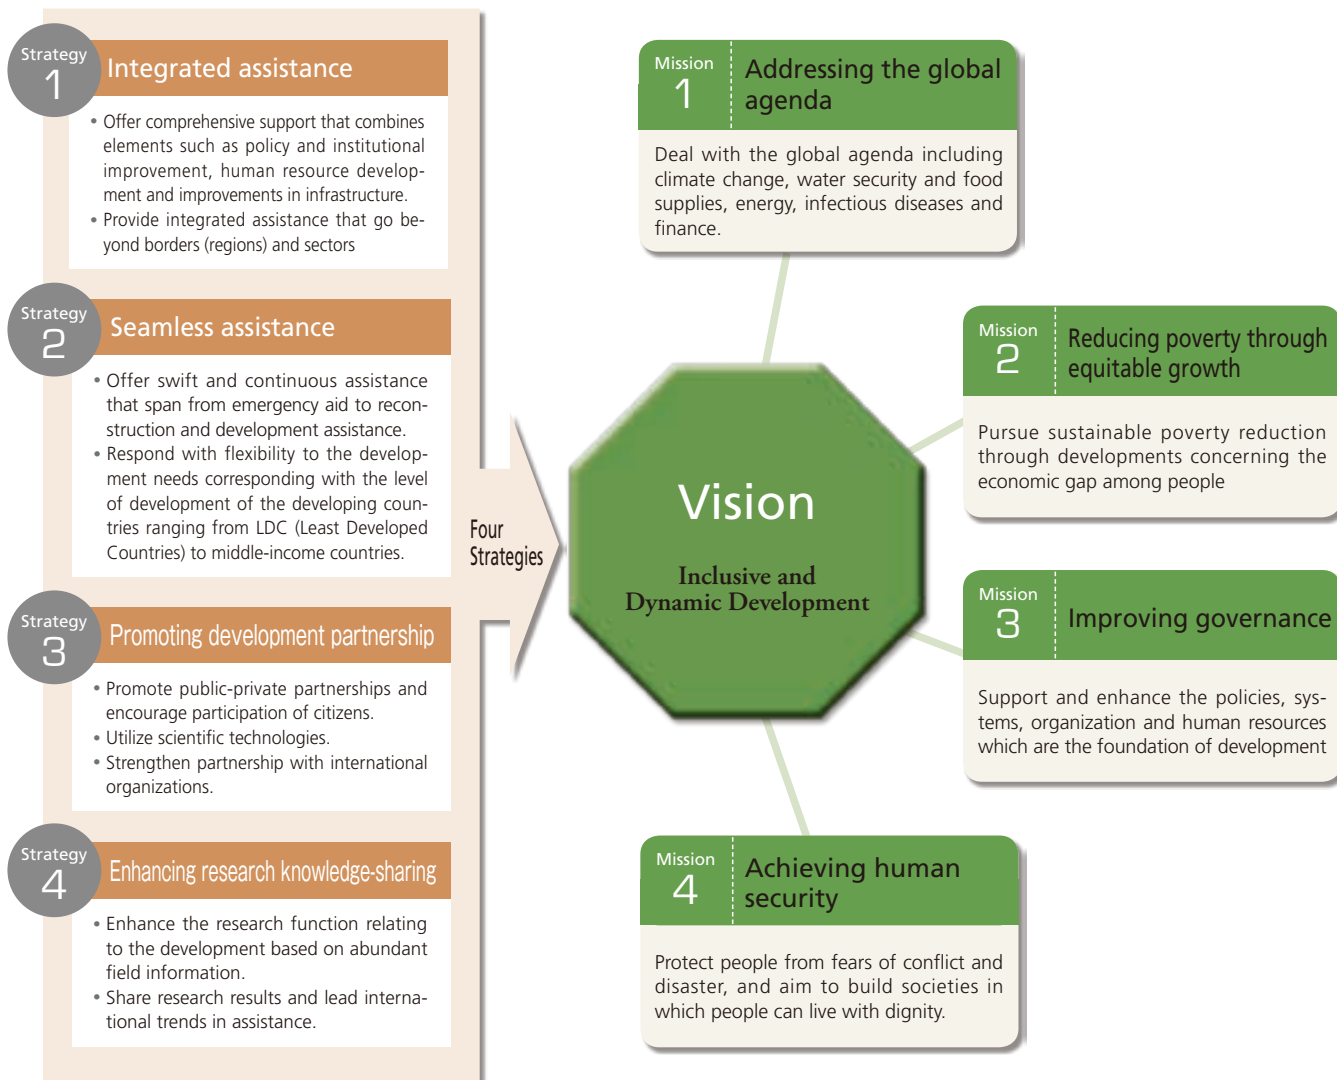 Strategy
1
Integrated assistance
• Offer comprehensive support that combines
elements such as policy and institutional
improvement, human resource develop-
ment and improvements in infrastructure.
• Provide integrated assistance that go be-
yond borders (regions) and sectors
Strategy
2
Seamless assistance
• Offer swift and continuous assistance
that span from emergency aid to recon-
struction and development assistance.
• Respond with flexibility to the develop-
ment needs corresponding with the level
of development of the developing coun-
tries ranging from LDC (Least Developed
Countries) to middle-income countries.
Strategy
3
Promoting development partnership
• Promote public-private partnerships and
encourage participation of citizens.
• Utilize scientific technologies.
• Strengthen partnership with international
organizations.
Strategy
4
Enhancing research knowledge-sharing
• Enhance the research function relating
to the development based on abundant
field information.
• Share research results and lead interna-
tional trends in assistance.
Four
Strategies
Vision
Inclusive and
Dynamic Development
Mission
1
Addressing the global
agenda
Deal with the global agenda including
climate change, water security and food
supplies, energy, infectious diseases and
finance.
Mission
2
Reducing poverty through
equitable growth
Pursue sustainable poverty reduction
through developments concerning the
economic gap among people
Mission
3
Improving governance
Support and enhance the policies, sys-
tems, organization and human resources
which are the foundation of development
Mission
4
Achieving human
security
Protect people from fears of conflict and
disaster, and aim to build societies in
which people can live with dignity.